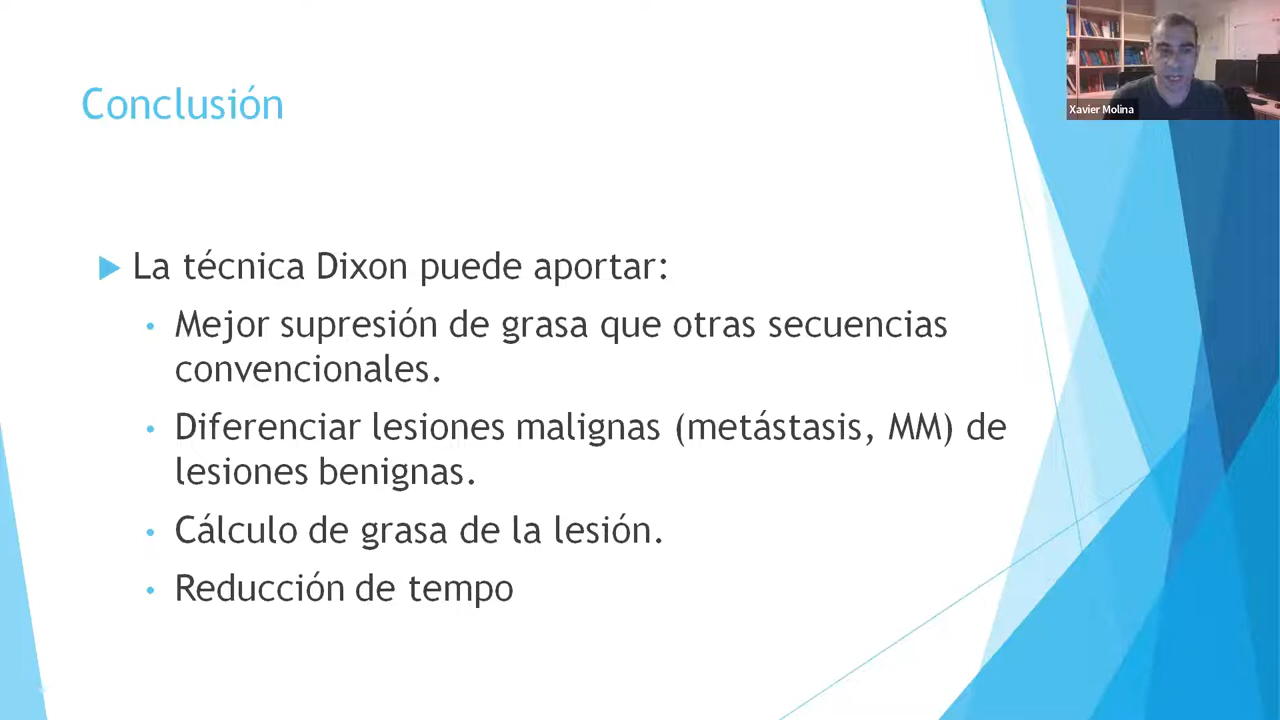 Conclusión
Xavier Molina
La técnica Dixon puede aportar:
Mejor supresión de grasa que otras secuencias
convencionales.
Diferenciar lesiones malignas (metástasis, MM) de
lesiones benignas.
Cálculo de grasa de la lesión.
Reducción de tempo